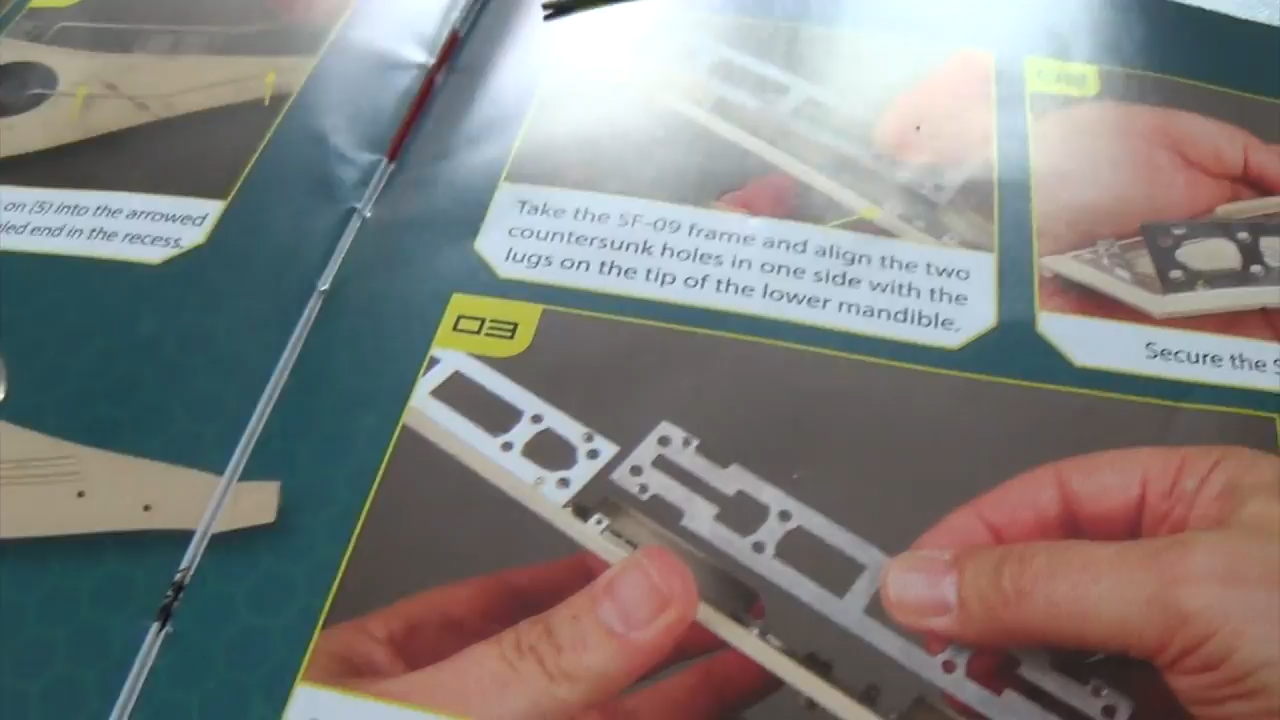 on (5) into the arrowed
led end in the recess.
Take the SF-09 frame and align the two
countersunk holes in one side with the
lugs on the tip of the lower mandible.
03
Secure the S